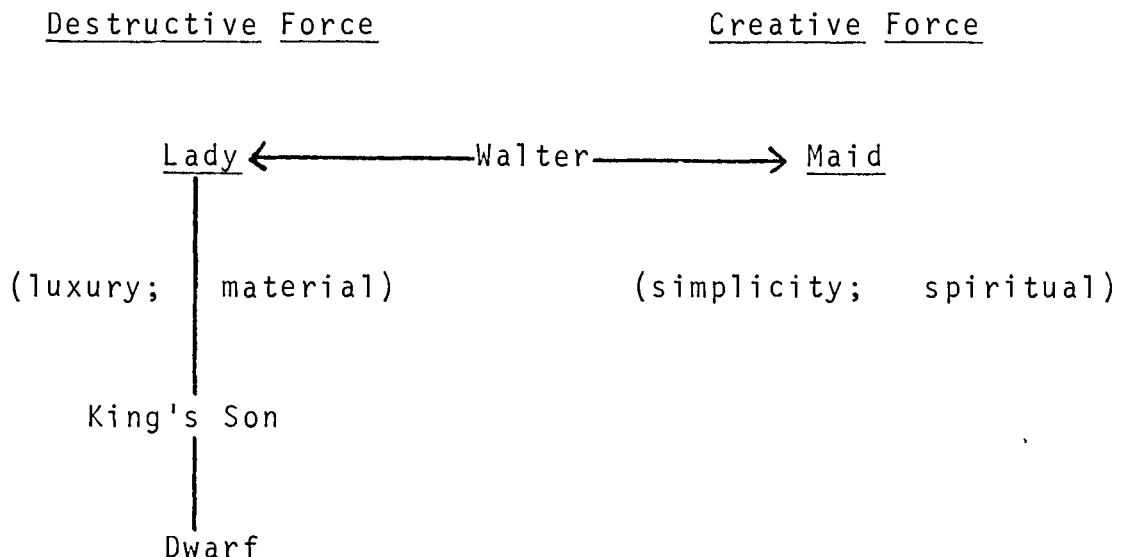 Destructive Force Creative Force
Lady Walter Maid
(luxury; material) (simplicity; spiritual)
King's Son
Dwarf